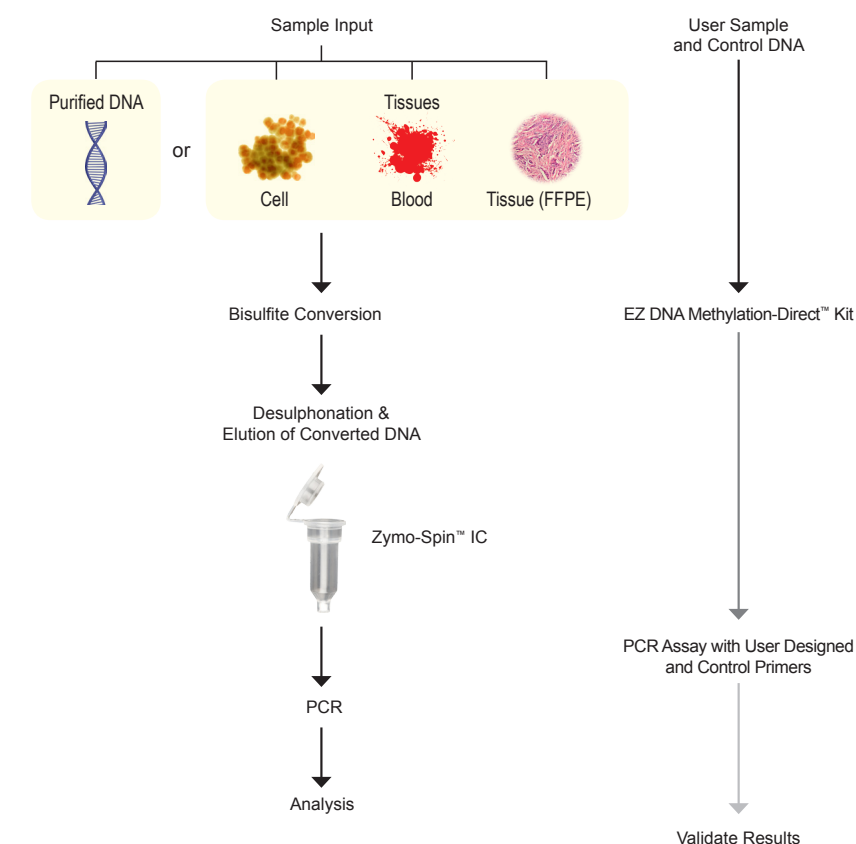 Sample Input
Purified DNA
or
Tissues
Cell
Blood
Tissue (FFPE)
Bisulfite Conversion
Desulphonation &
Elution of Converted DNA
Zymo-Spin™ IC
PCR
Analysis
User Sample
and Control DNA
EZ DNA Methylation-Direct™ Kit
PCR Assay with User Designed
and Control Primers
Validate Results